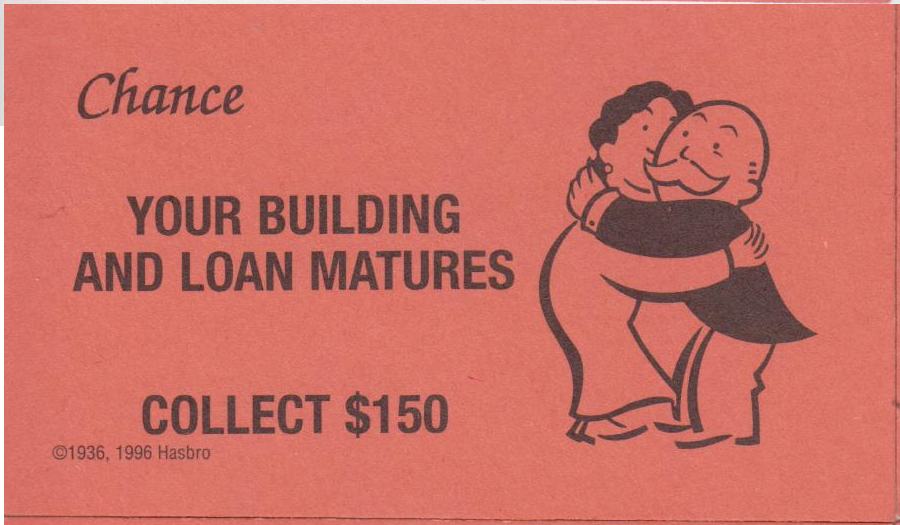 Chance
YOUR BUILDING
AND LOAN MATURES
COLLECT $150
©1936, 1996 Hasbro